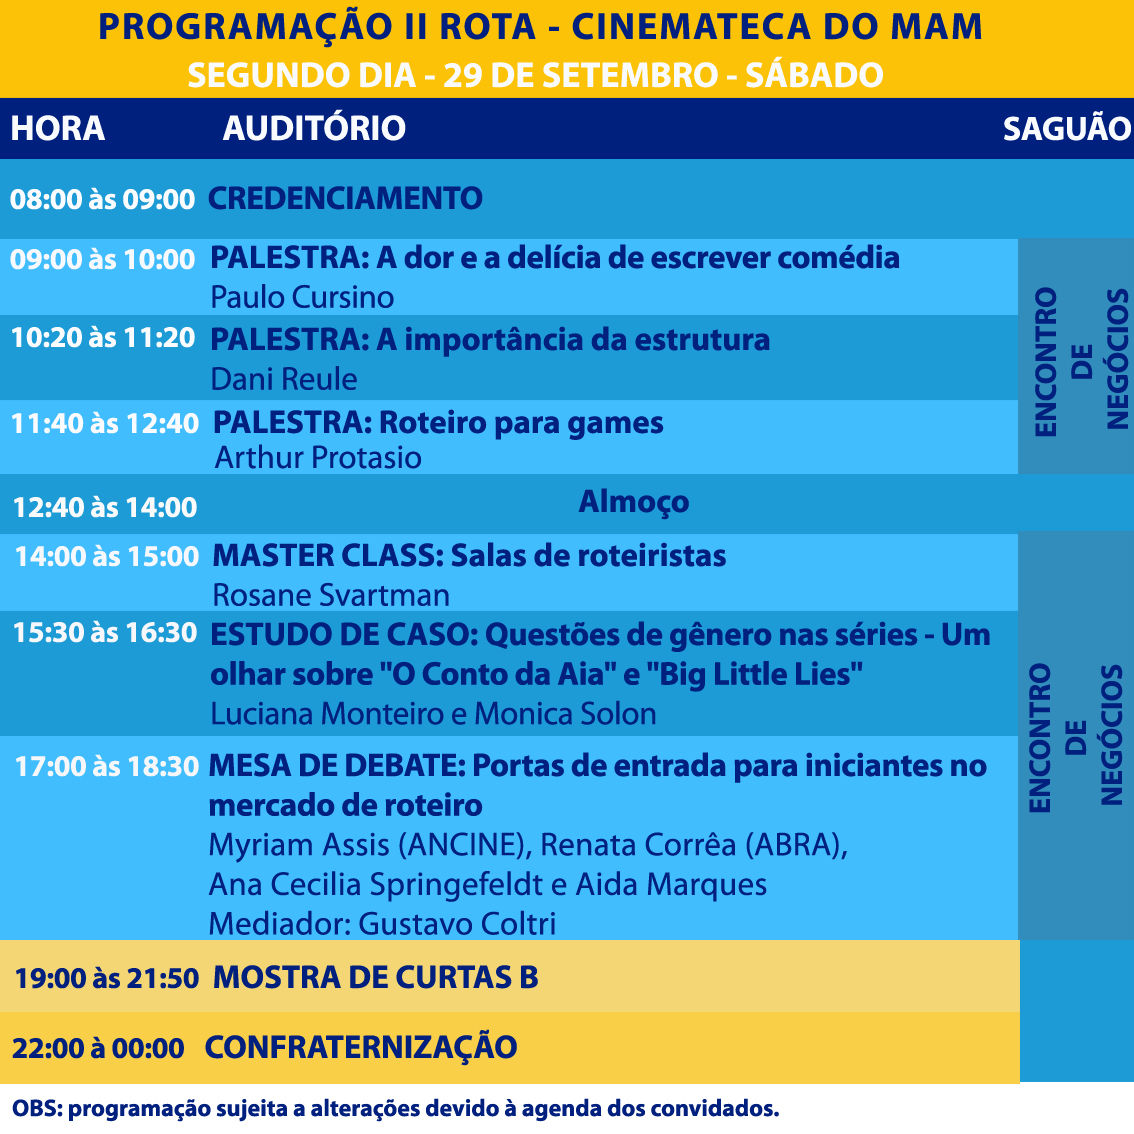 PROGRAMAÇÃO II ROTA - CINEMATECA DO MAM
SEGUNDO DIA - 29 DE SETEMBRO - SÁBADO
HORA AUDITÓRIO SAGUÃO
08:00 às 09:00 CREDENCIAMENTO
09:00 às 10:00 PALESTRA: A dor e a delícia de escrever comédia
Paulo Cursino
10:20 às 11:20 PALESTRA: A importância da estrutura
Dani Reule
11:40 às 12:40 PALESTRA: Roteiro para games
Arthur Protasio
ENCONTRO
DE
NEGÓCIOS
12:40 às 14:00 Almoço
14:00 às 15:00 MASTER CLASS: Salas de roteiristas
Rosane Svartman
15:30 às 16:30 ESTUDO DE CASO: Questões de gênero nas séries - Um
olhar sobre "O Conto da Aia" e "Big Little Lies"
Luciana Monteiro e Monica Solon
17:00 às 18:30 MESA DE DEBATE: Portas de entrada para iniciantes no
mercado de roteiro
Myriam Assis (ANCINE), Renata Corrêa (ABRA),
Ana Cecilia Springefeldt e Aida Marques
Mediador: Gustavo Coltri
ENCONTRO
DE
NEGÓCIOS
19:00 às 21:50 MOSTRA DE CURTAS B
22:00 à 00:00 CONFRATERNIZAÇÃO
OBS: programação sujeita a alterações devido à agenda dos convidados.